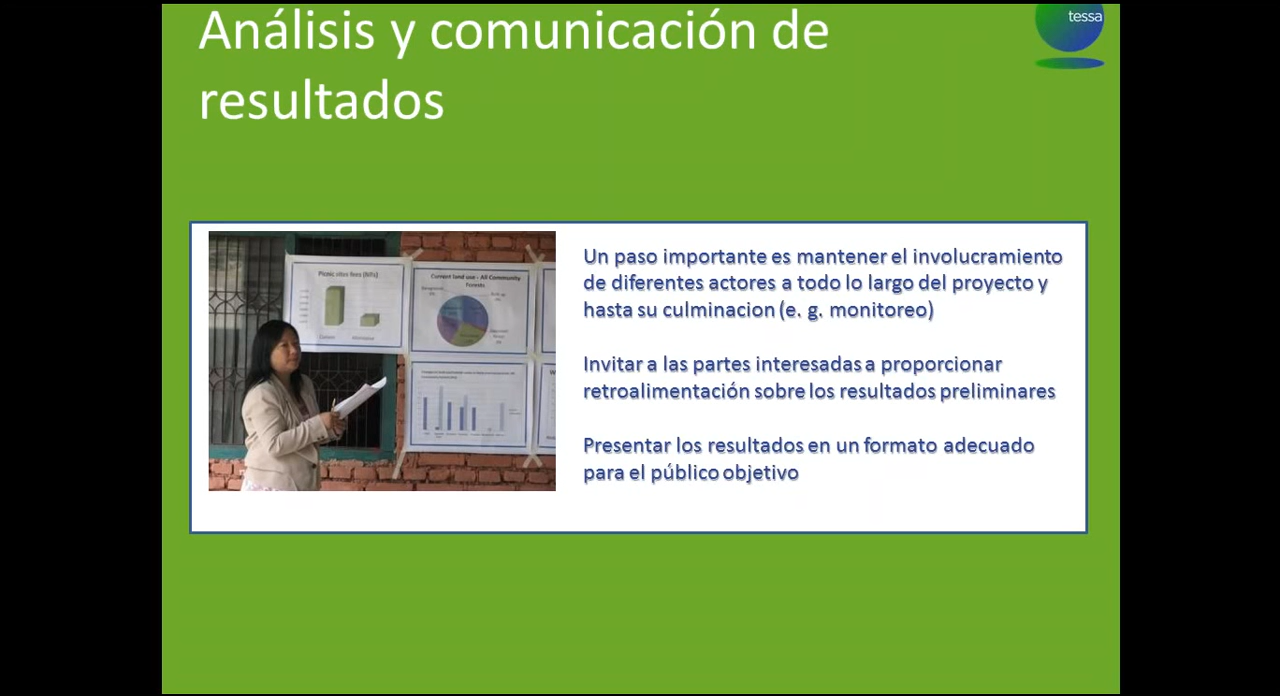 Análisis y comunicación de
resultados
tessa
Picnic sites fees (NRs)
Current land use - All Community
Forests
Un paso importante es mantener el involucramiento
de diferentes actores a todo lo largo del proyecto y
hasta su culminacion (e. g. monitoreo)
Invitar a las partes interesadas a proporcionar
retroalimentación sobre los resultados preliminares
Presentar los resultados en un formato adecuado
para el público objetivo